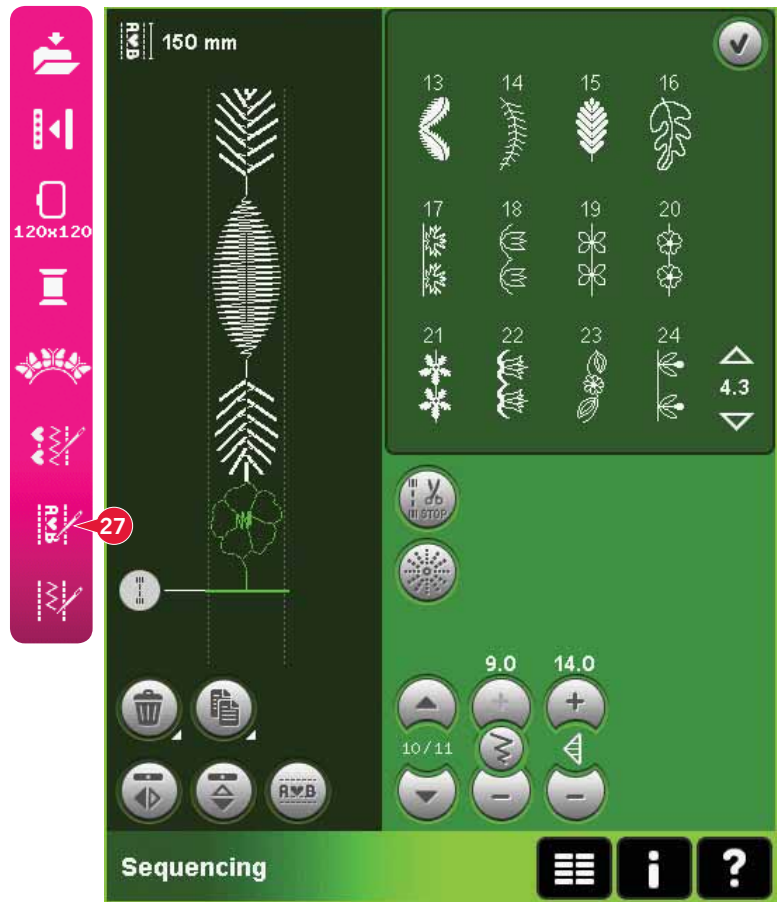 150 mm
13 14 15 16
120x120
17 18 19 20
21 22 23 24
4.3
A♥B
27
STOP
9.0 14.0
10/11
A♥B
Sequencing
i ?